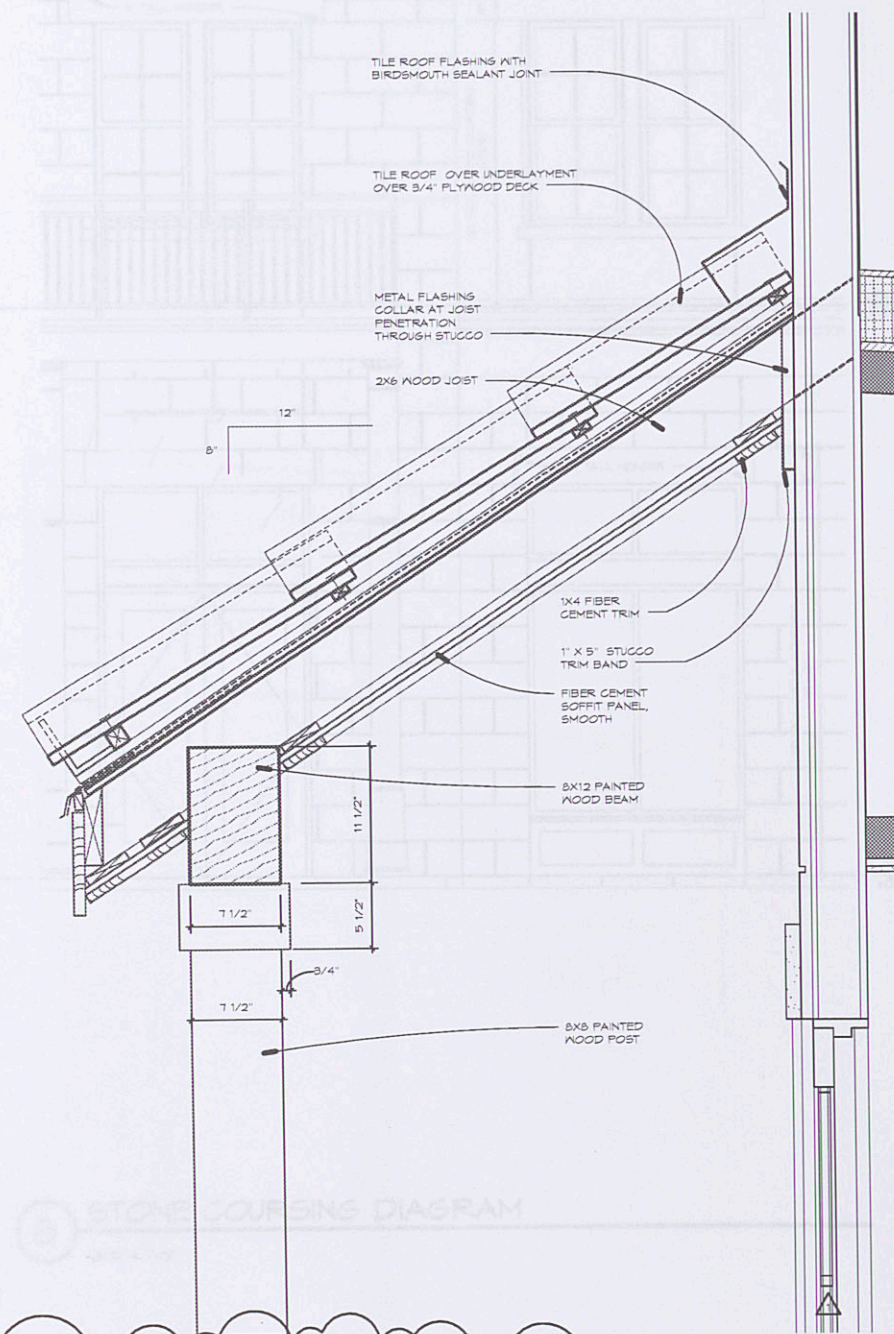 TILE ROOF FLASHING WITH
BIRDSMOUTH SEALANT JOINT
TILE ROOF OVER UNDERLAYMENT
OVER 3/4" PLYWOOD DECK
METAL FLASHING
COLLAR AT JOIST
PENETRATION
THROUGH STUCCO
2X6 WOOD JOIST
12"
8"
1X4 FIBER
CEMENT TRIM
1" X 5" STUCCO
TRIM BAND
FIBER CEMENT
SOFFIT PANEL,
SMOOTH
8X12 PAINTED
WOOD BEAM
11 1/2"
7 1/2"
5 1/2"
3/4"
7 1/2"
8X8 PAINTED
WOOD POST
STONE COURSING DIAGRAM